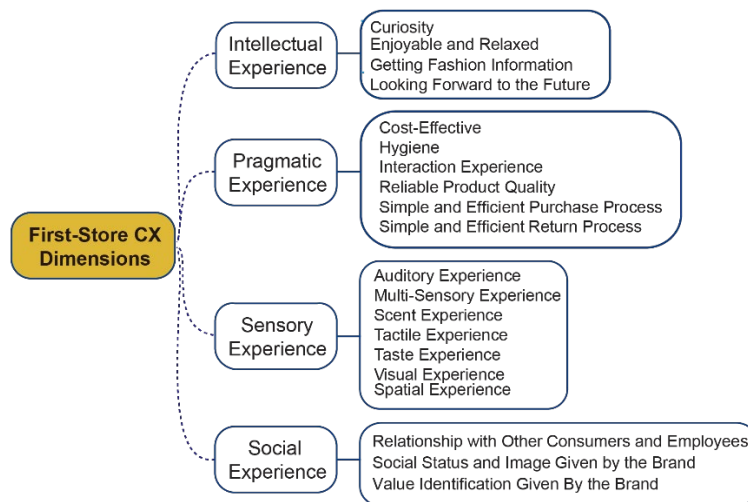 First-Store CX
Dimensions
Intellectual
Experience
Curiosity
Enjoyable and Relaxed
Getting Fashion Information
Looking Forward to the Future
Pragmatic
Experience
Cost-Effective
Hygiene
Interaction Experience
Reliable Product Quality
Simple and Efficient Purchase Process
Simple and Efficient Return Process
Sensory
Experience
Auditory Experience
Multi-Sensory Experience
Scent Experience
Tactile Experience
Taste Experience
Visual Experience
Spatial Experience
Social
Experience
Relationship with Other Consumers and Employees
Social Status and Image Given by the Brand
Value Identification Given By the Brand